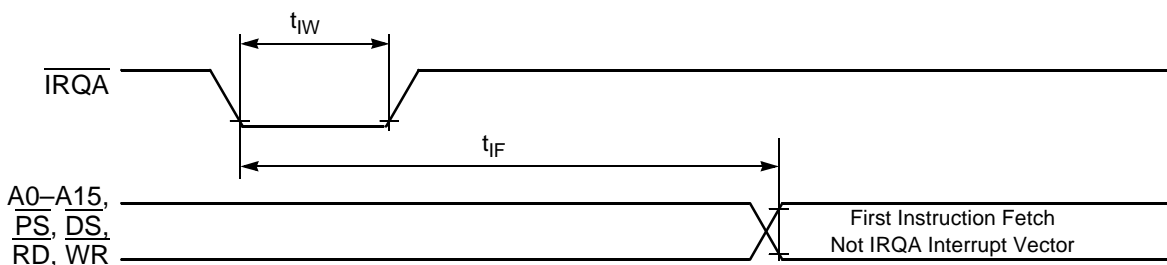 tIW
IRQA
tIF
A0–A15,
PS, DS,
RD, WR
First Instruction Fetch
Not IRQA Interrupt Vector